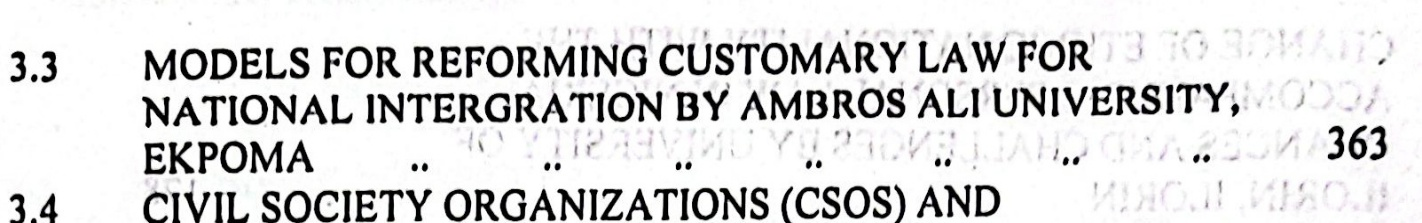 3.3 MODELS FOR REFORMING CUSTOMARY LAW FOR
NATIONAL INTERGRATION BY AMBROS ALI UNIVERSITY,
EKPOMA .. .. .. .. .. .. .. 363
3.4 CIVIL SOCIETY ORGANIZATIONS (CSOS) AND